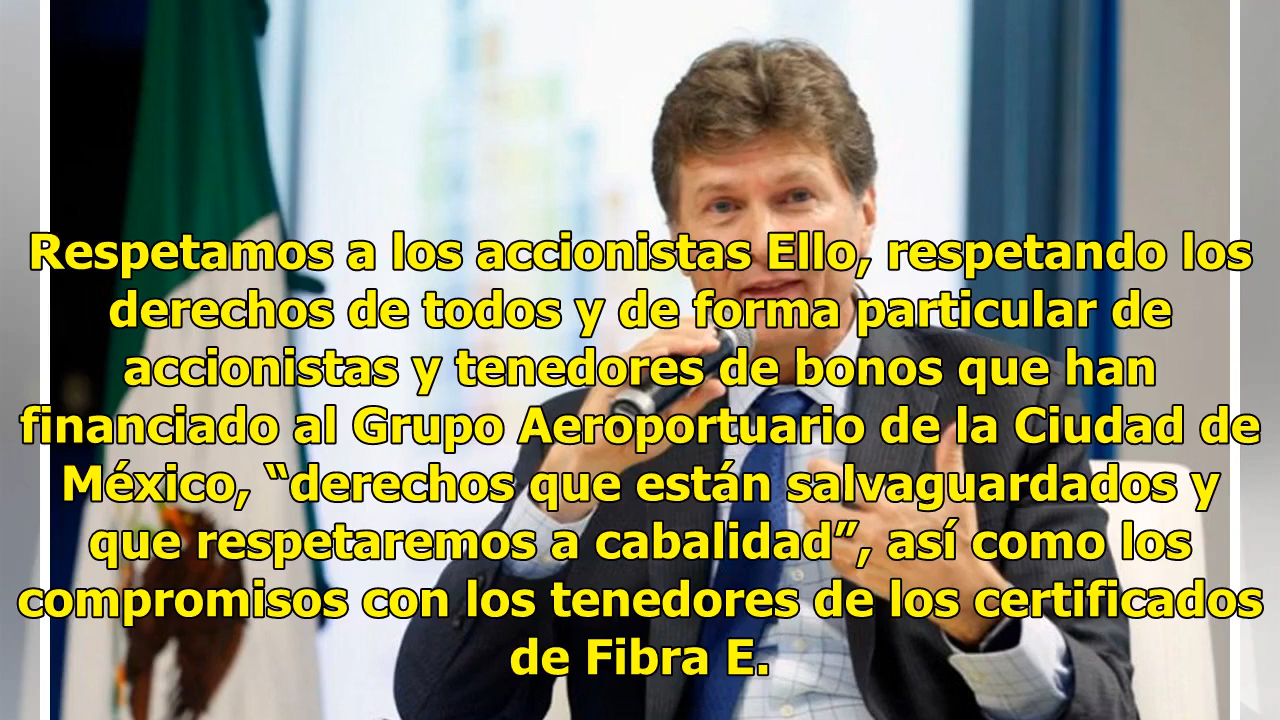 Respetamos a los accionistas Ello, respetando los
derechos de todos y de forma particular de
accionistas y tenedores de bonos que han
financiado al Grupo Aeroportuario de la Ciudad de
México, “derechos que están salvaguardados y
que respetaremos a cabalidad”, así como los
compromisos con los tenedores de los certificados
de Fibra E.